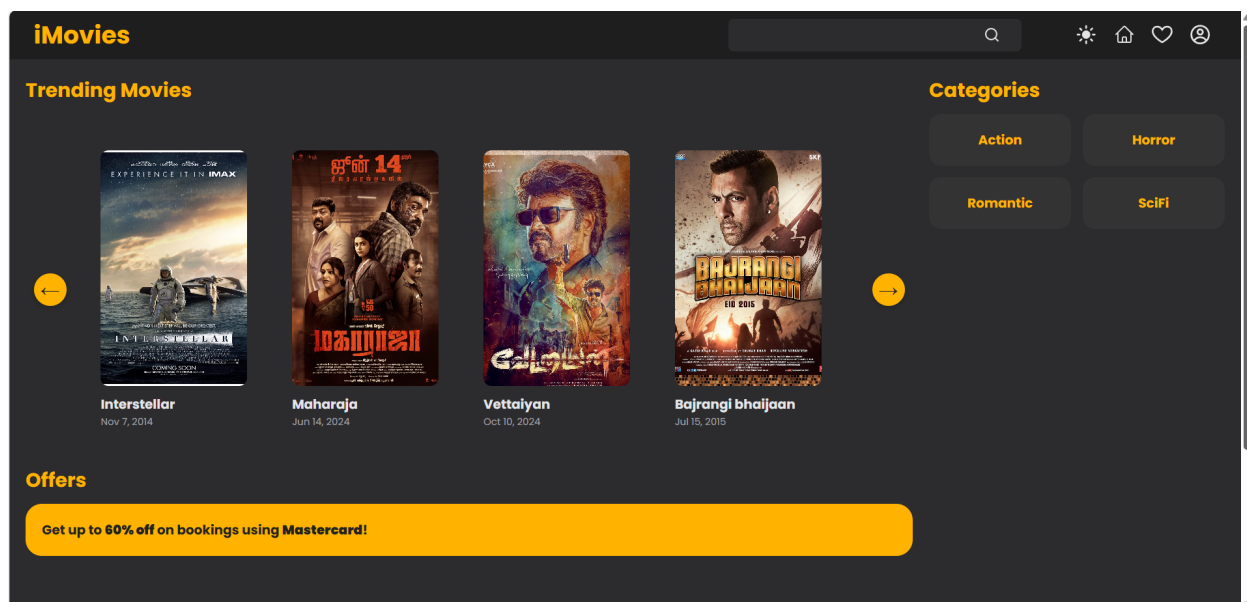 iMovies
Trending Movies
EXPERIENCE IT IN IMAX
INTERSTELLAR
COMING SOON
Interstellar
Nov 7, 2014
ஜூன் 14
மகாராஜா
Maharaja
Jun 14, 2024
வேட்டையன்
Vettaiyan
Oct 10, 2024
SKF
BAJRANGI
BHAIJAAN
EID 2015
Bajrangi bhaijaan
Jul 15, 2015
Categories
Action
Horror
Romantic
SciFi
Offers
Get up to 60% off on bookings using Mastercard!